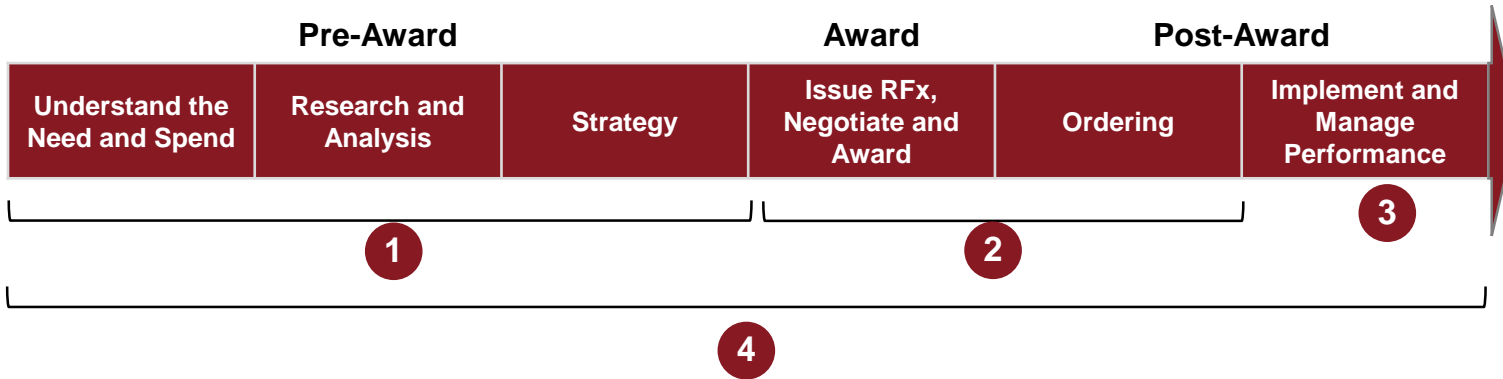 Pre-Award
Award
Post-Award
Understand the
Need and Spend
Research and
Analysis
Strategy
Issue RFx,
Negotiate and
Award
Ordering
Implement and
Manage
Performance
1
2
3
4